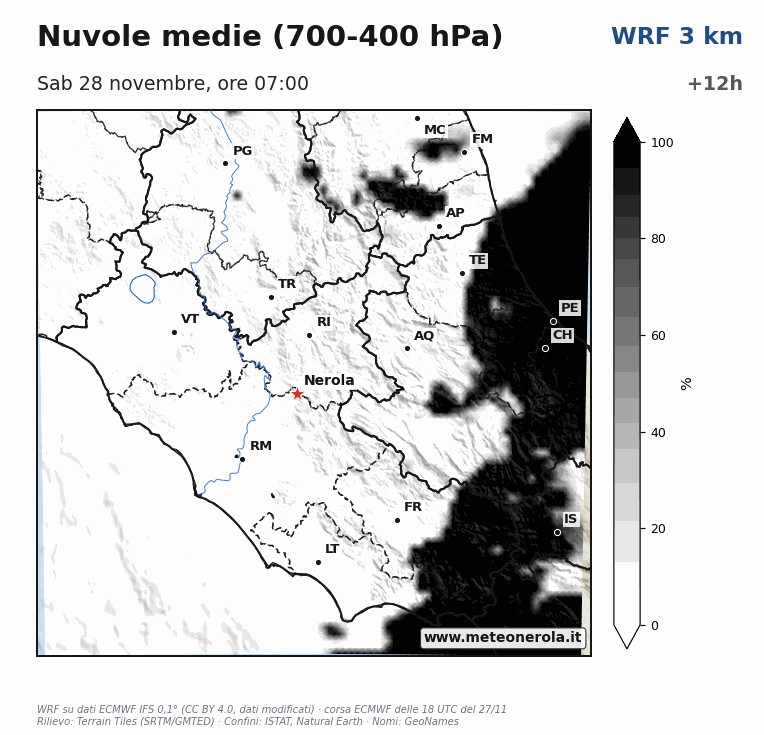 Nuvole medie (700-400 hPa)
WRF 3 km
Sab 28 novembre, ore 07:00
+12h
MC
FM
PG
AP
TE
TR
PE
VT
RI
AQ
CH
Nerola
RM
FR
IS
LT
www.meteonerola.it
100
80
60
40
20
0
%
WRF su dati ECMWF IFS 0,1° (CC BY 4.0, dati modificati) · corsa ECMWF delle 18 UTC del 27/11
Rilievo: Terrain Tiles (SRTM/GMTED) · Confini: ISTAT, Natural Earth · Nomi: GeoNames